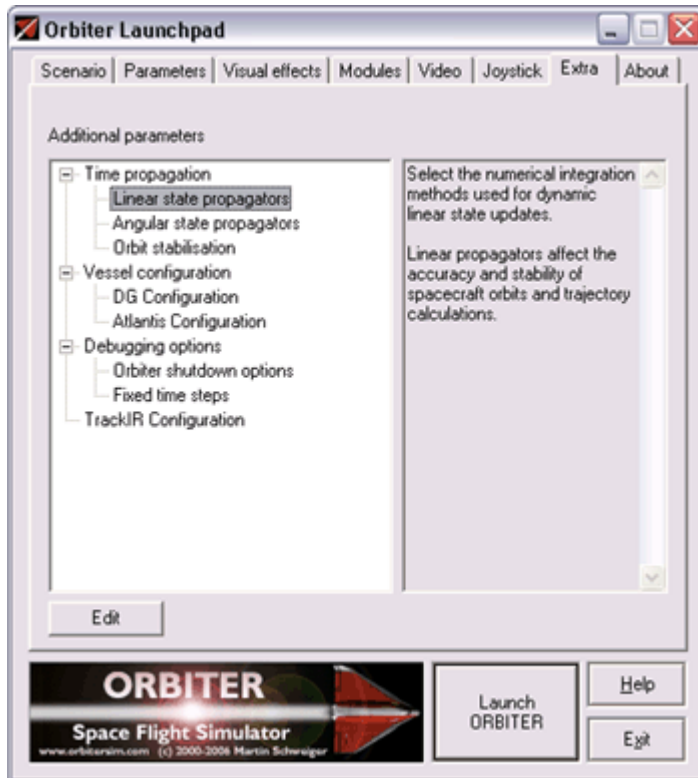 Orbiter Launchpad
Scenario Parameters Visual effects Modules Video Joystick Extra About
Additional parameters
Time propagation
Linear state propagators
Angular state propagators
Orbit stabilisation
Vessel configuration
DG Configuration
Atlantis Configuration
Debugging options
Orbiter shutdown options
Fixed time steps
TrackIR Configuration
Select the numerical integration
methods used for dynamic
linear state updates.
Linear propagators affect the
accuracy and stability of
spacecraft orbits and trajectory
calculations.
Edit
ORBITER
Space Flight Simulator
www.orbitersim.com (c) 2000-2006 Martin Schweiger
Launch
ORBITER
Help
Exit